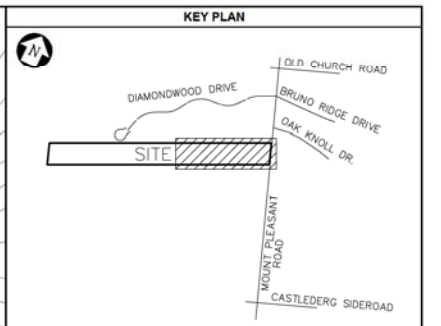 KEY PLAN
N
OLD CHURCH ROAD
DIAMONDWOOD DRIVE
BRUNO RIDGE DRIVE
OAK KNOLL DR.
SITE
MOUNT PLEASANT
ROAD
CASTLEDERG SIDEROAD